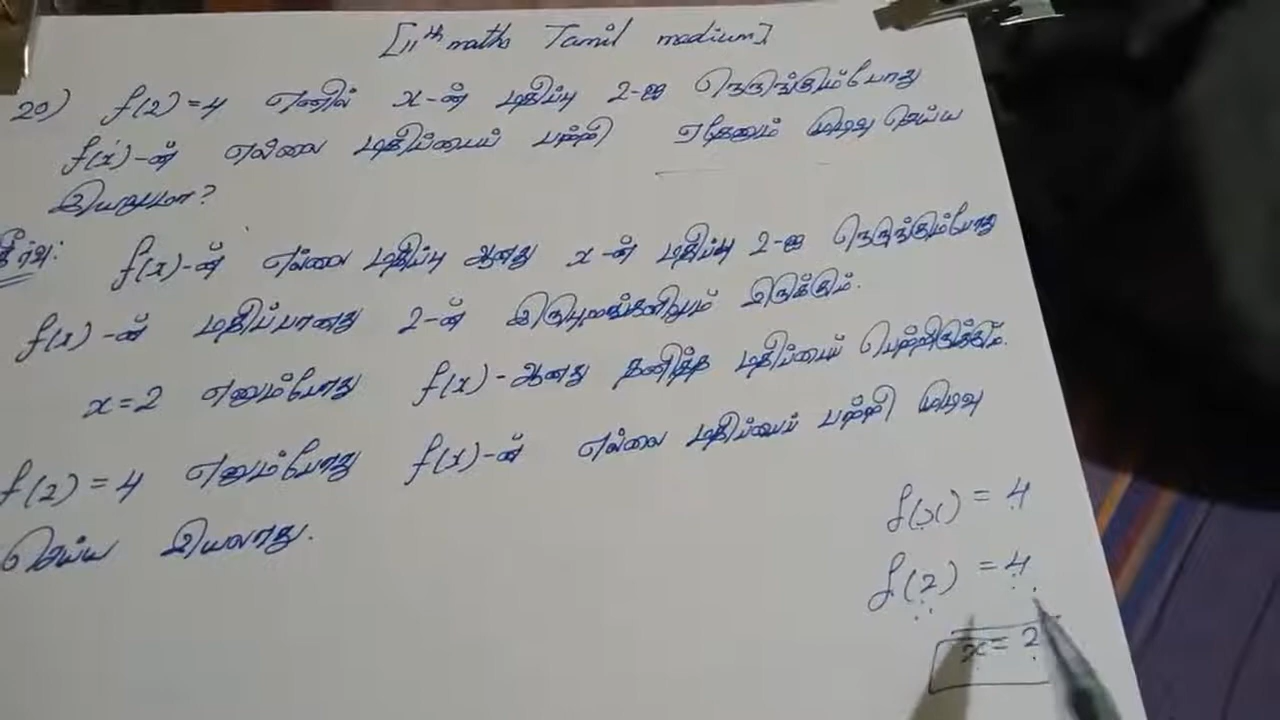 [11th maths Tamil medium]
20) f(2)=4 எனில் x-ன் மதிப்பு 2-ஐ நெருங்கும்போது
f(x)-ன் எல்லை மதிப்பைப் பற்றி ஏதேனும் முடிவு செய்ய
இயலுமா?
தீர்வு: f(x)-ன் எல்லை மதிப்பு ஆனது x-ன் மதிப்பு 2-ஐ நெருங்கும்போது
f(x)-ன் மதிப்பானது 2-ன் இருபுறங்களிலும் இருக்கும்.
x=2 எனும்போது f(x)-ஆனது தனித்த மதிப்பைப் பெற்றிருக்கும்.
f(2)=4 எனும்போது f(x)-ன் எல்லை மதிப்பைப் பற்றி முடிவு
செய்ய இயலாது.
f(x) = 4
f(2) = 4
x = 2